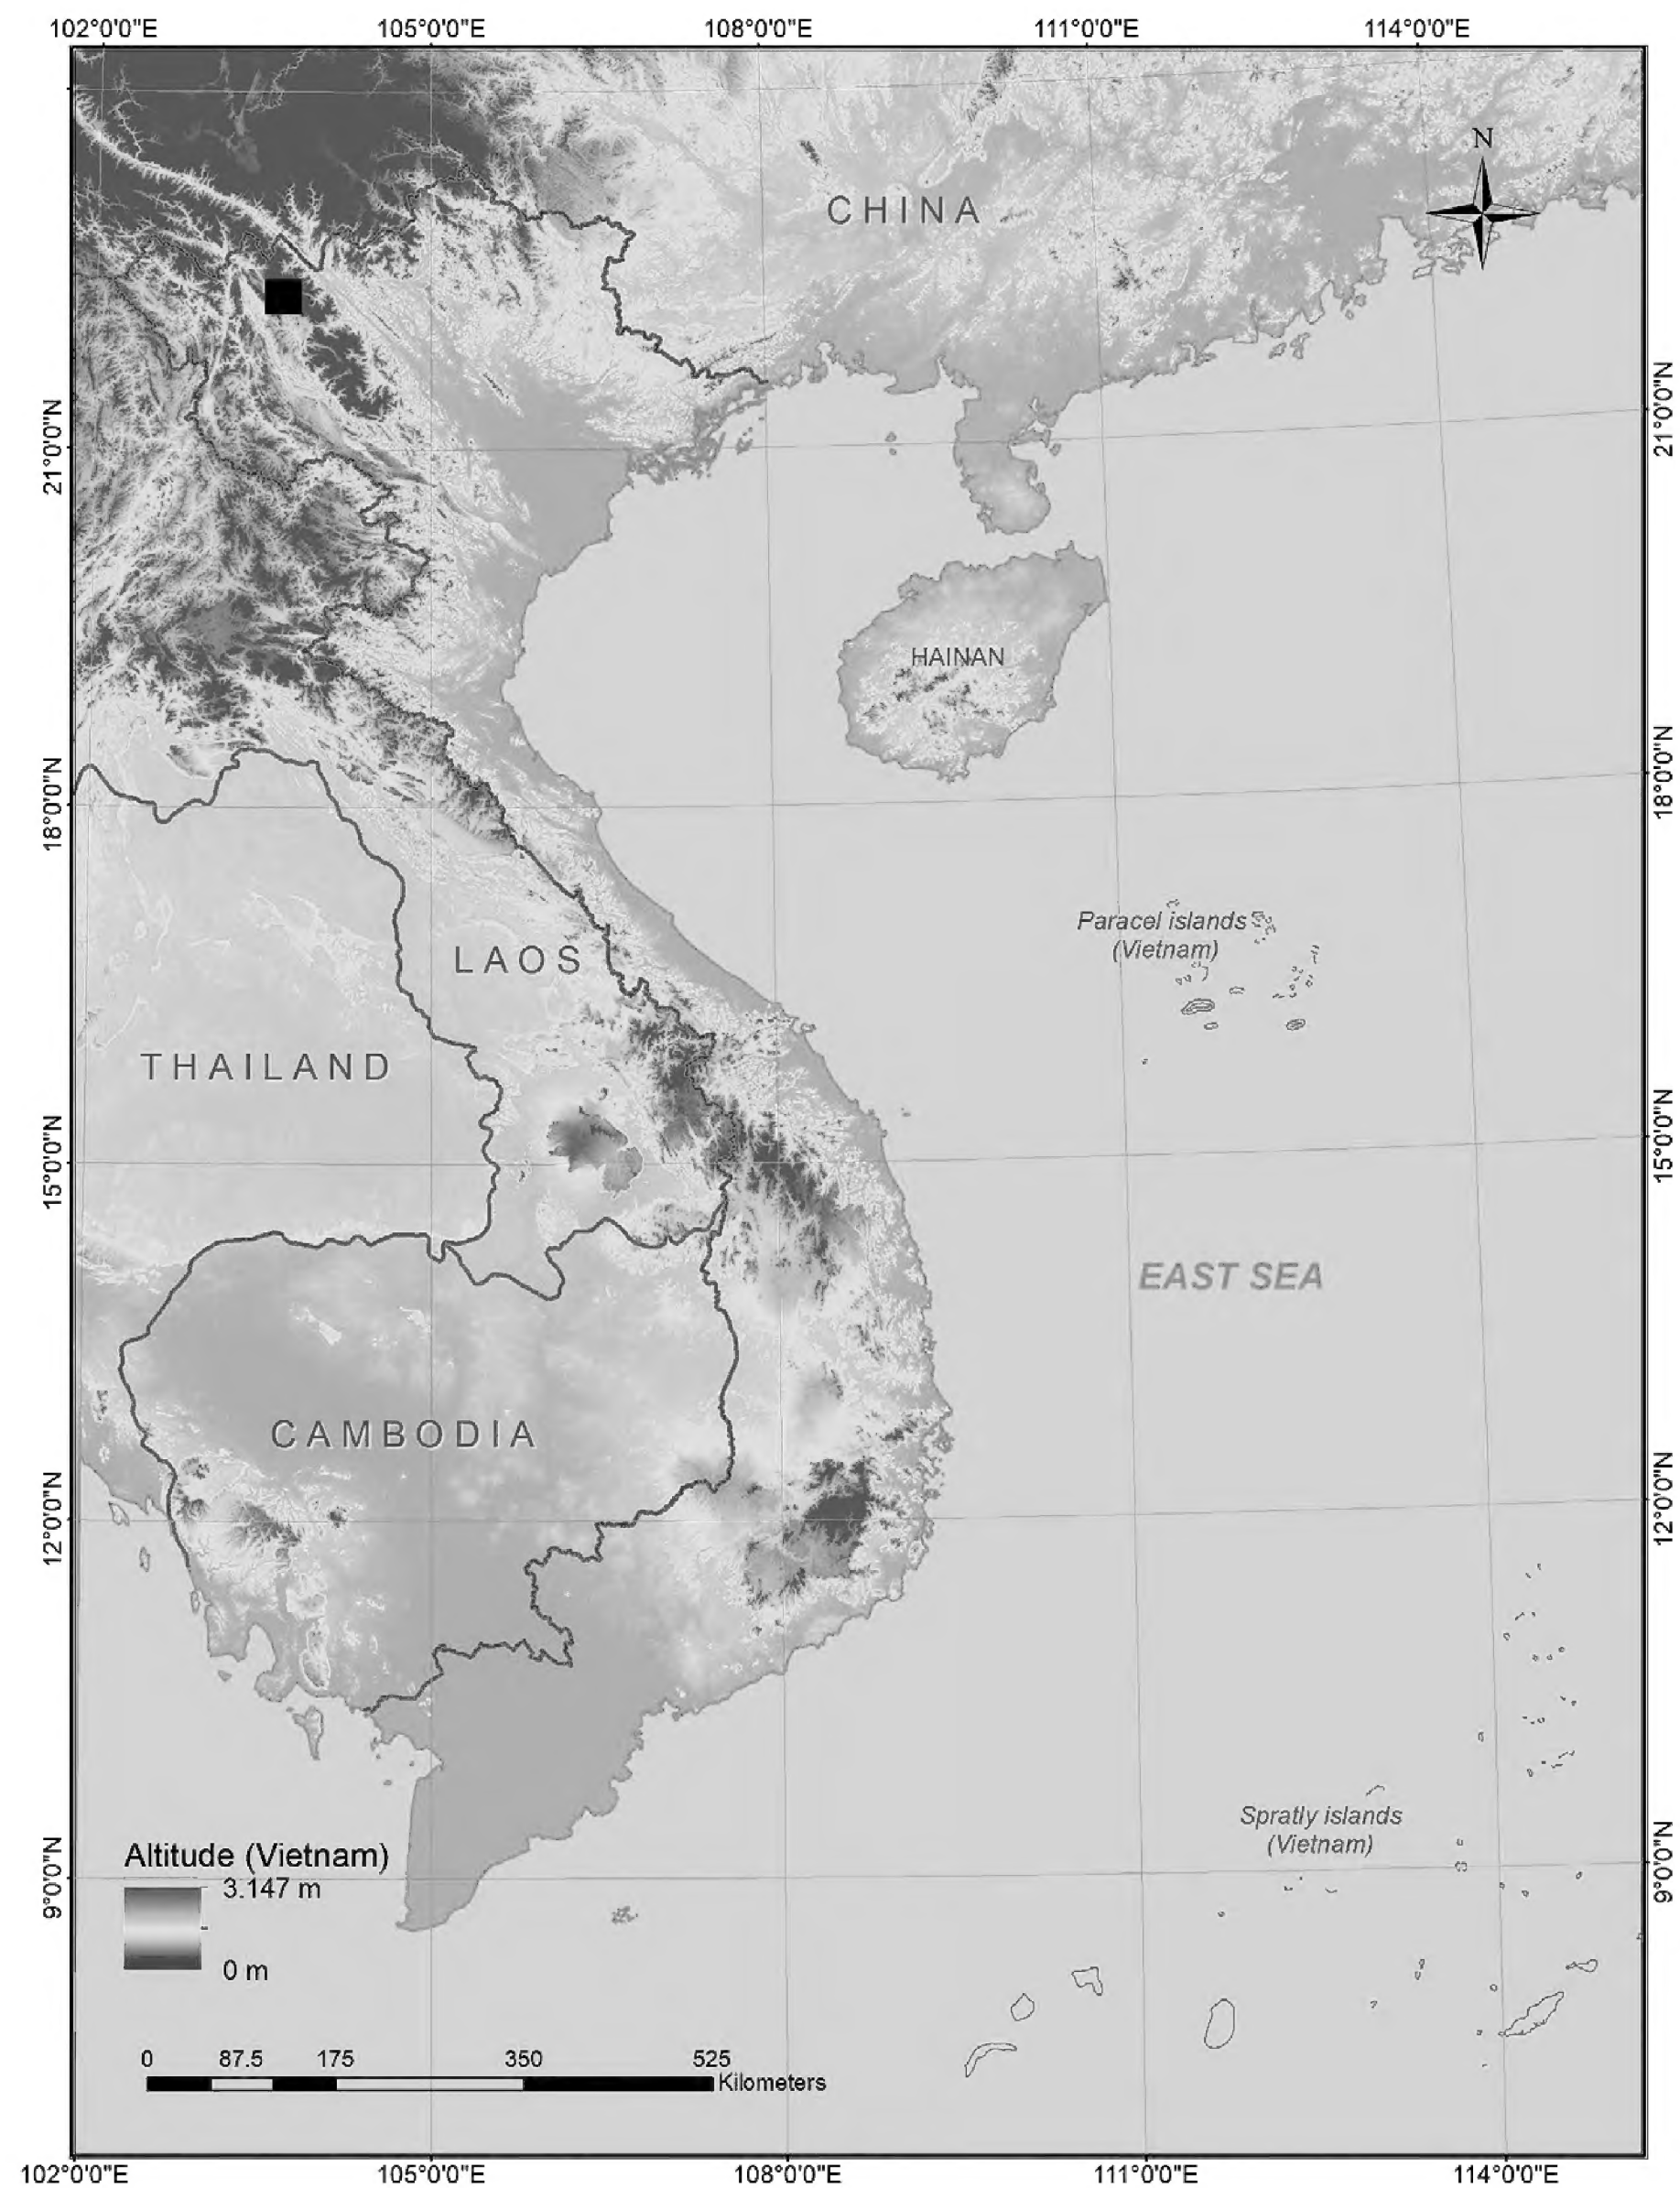 102°0'0"E 105°0'0"E 108°0'0"E 111°0'0"E 114°0'0"E
N
CHINA
21°0'0"N 21°0'0"N
HAINAN
18°0'0"N 18°0'0"N
Paracel islands
(Vietnam)
LAOS
THAILAND
15°0'0"N 15°0'0"N
EAST SEA
CAMBODIA
12°0'0"N 12°0'0"N
Spratly islands
(Vietnam)
Altitude (Vietnam)
3.147 m
9°0'0"N 9°0'0"N
0 m
0 87.5 175 350 525
Kilometers
102°0'0"E 105°0'0"E 108°0'0"E 111°0'0"E 114°0'0"E